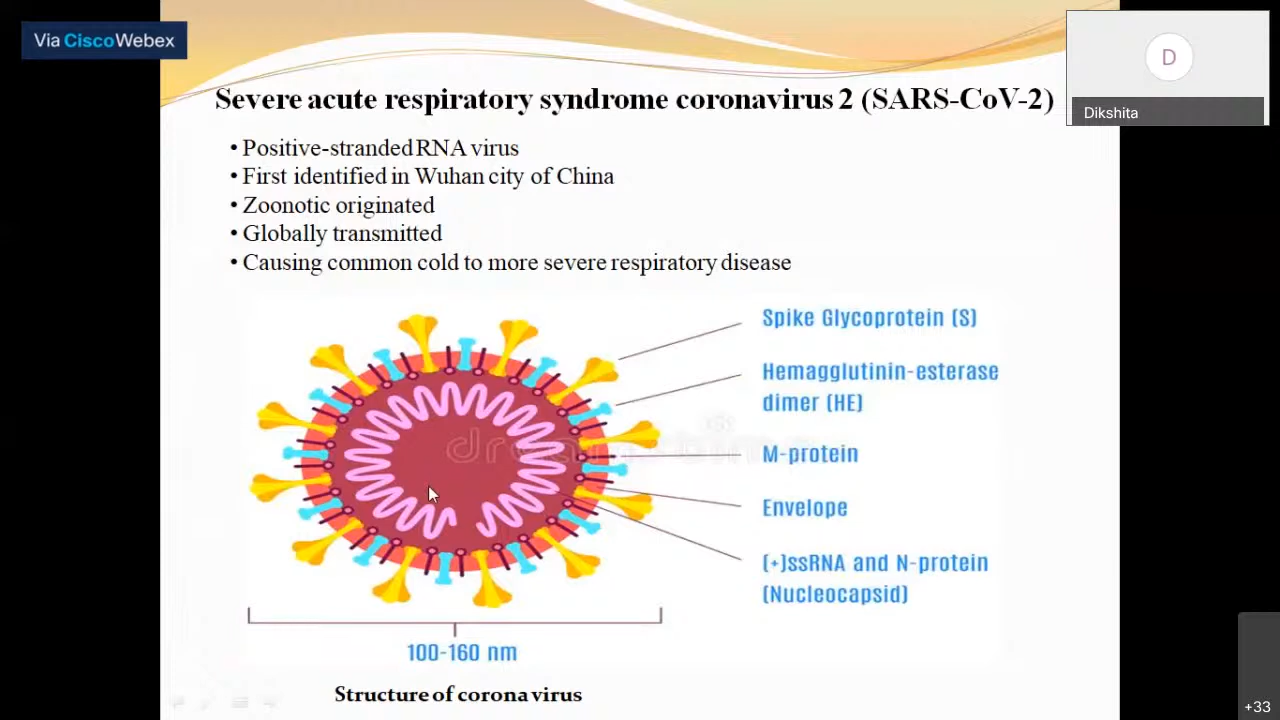 Via CiscoWebex
D
Dikshita
Severe acute respiratory syndrome coronavirus 2 (SARS-CoV-2)
• Positive-stranded RNA virus
• First identified in Wuhan city of China
• Zoonotic originated
• Globally transmitted
• Causing common cold to more severe respiratory disease
Spike Glycoprotein (S)
Hemagglutinin-esterase
dimer (HE)
M-protein
Envelope
(+)ssRNA and N-protein
(Nucleocapsid)
100-160 nm
Structure of corona virus
+33